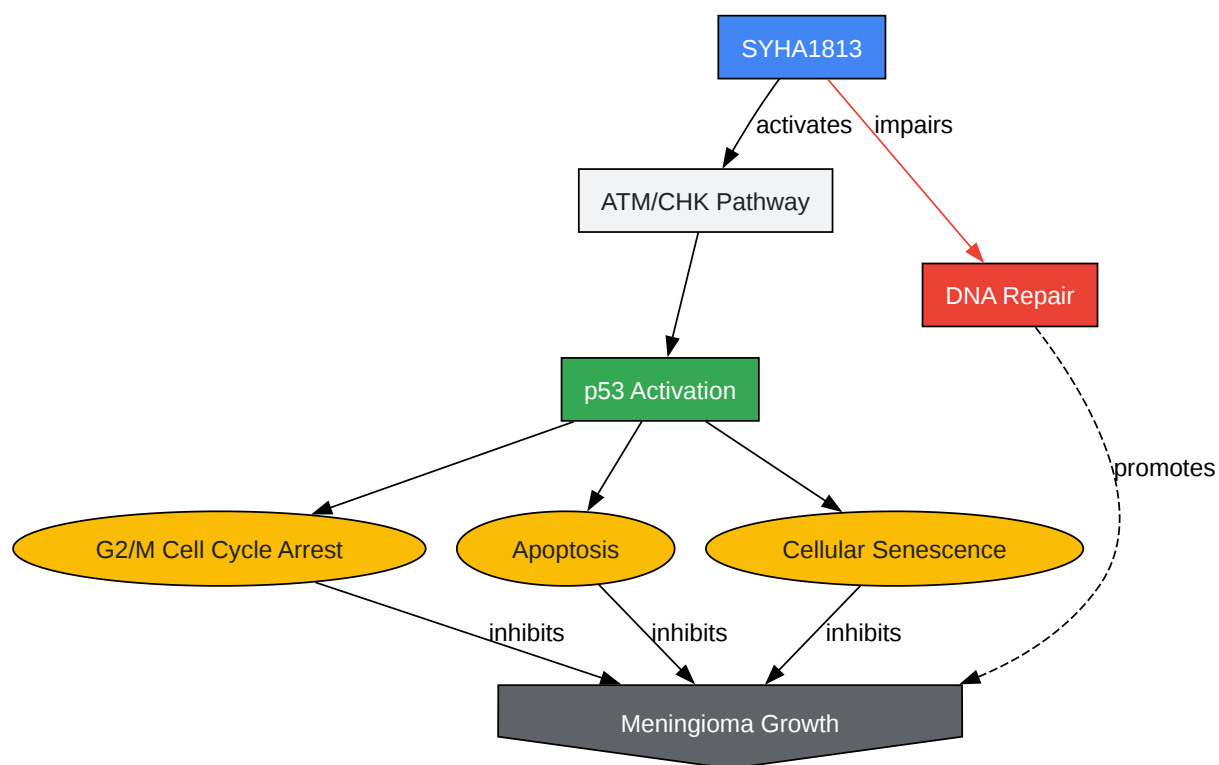 SYHA1813
activates
impairs
ATM/CHK Pathway
DNA Repair
p53 Activation
promotes
G2/M Cell Cycle Arrest
Apoptosis
Cellular Senescence
inhibits
inhibits
inhibits
Meningioma Growth